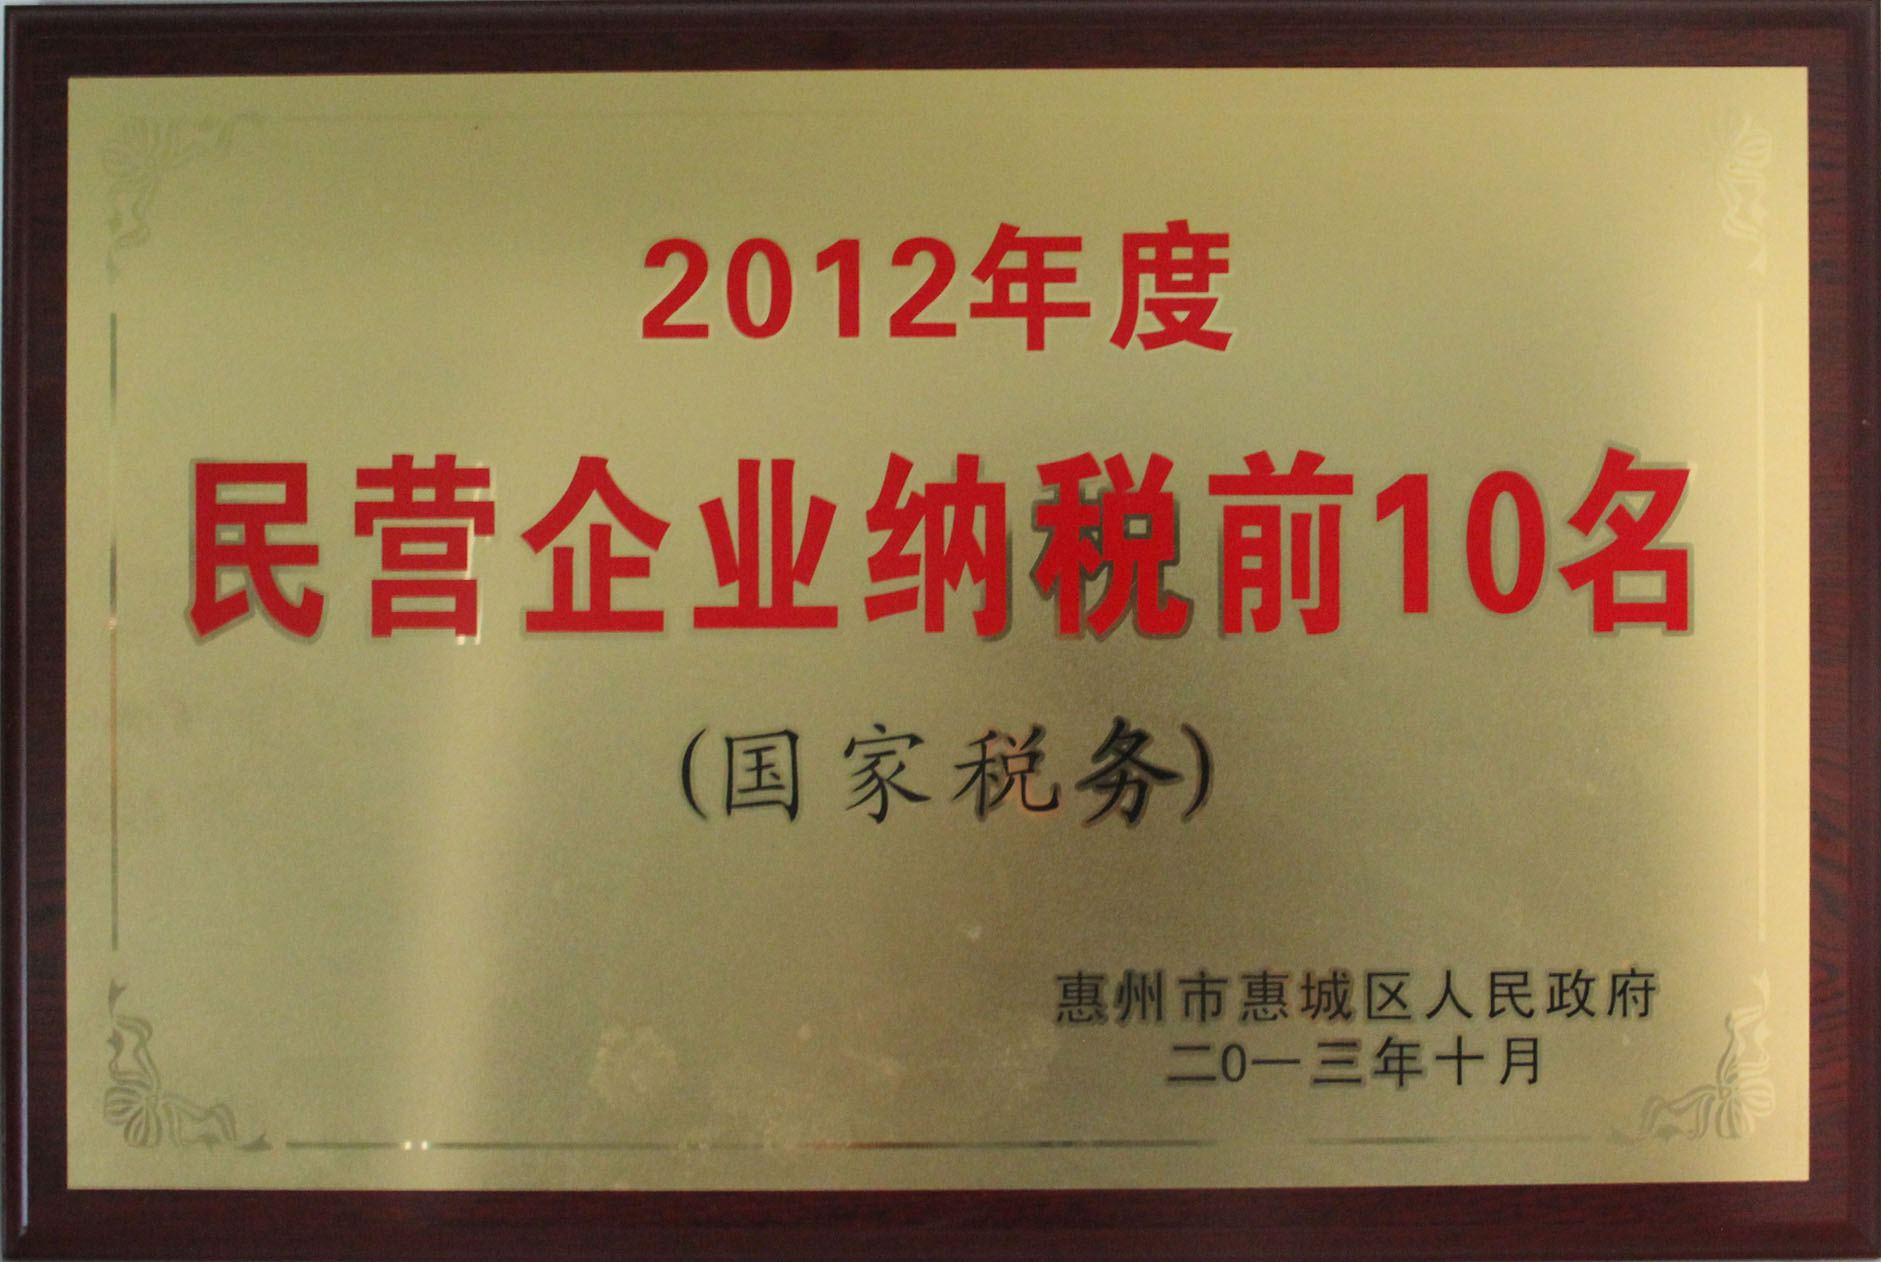 2012年度
民营企业纳税前10名
(国家税务)
惠州市惠城区人民政府
二0一三年十月